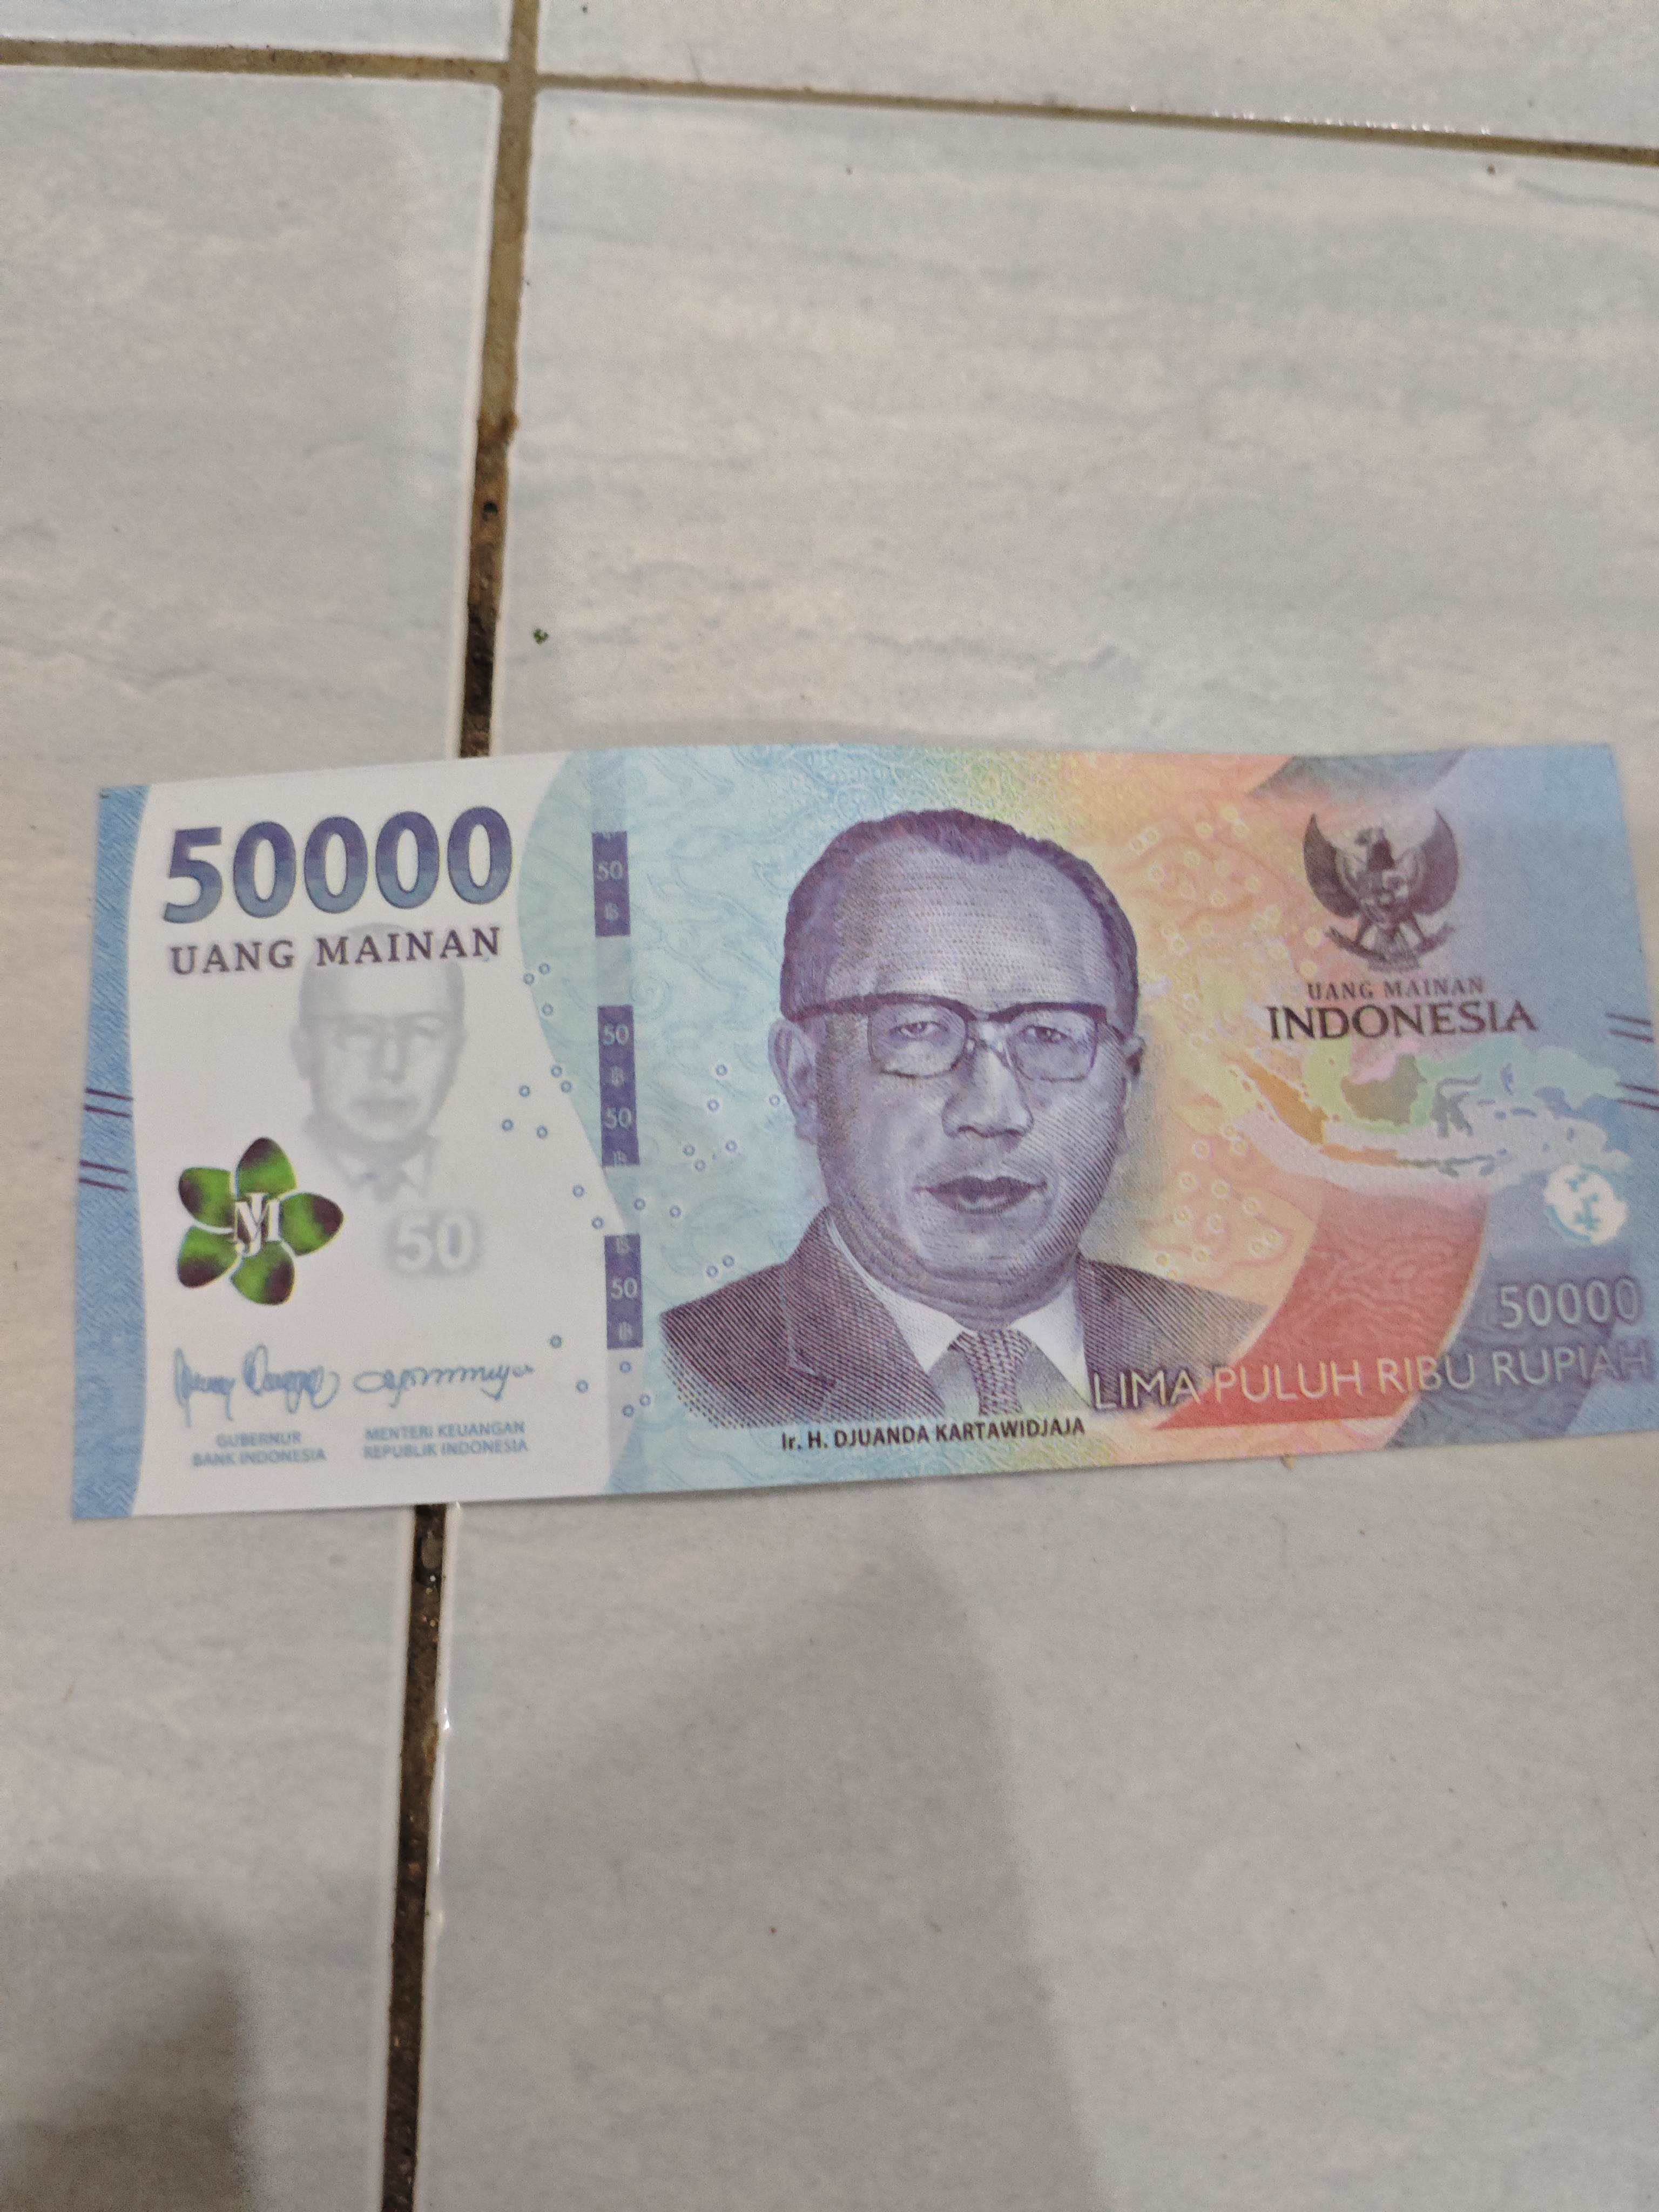 50000
UANG MAINAN
50
50
50
50
50
JM
GUBERNUR
BANK INDONESIA
MENTERI KEUANGAN
REPUBLIK INDONESIA
Ir. H. DJUANDA KARTAWIDJAJA
UANG MAINAN
INDONESIA
50000
LIMA PULUH RIBU RUPIAH